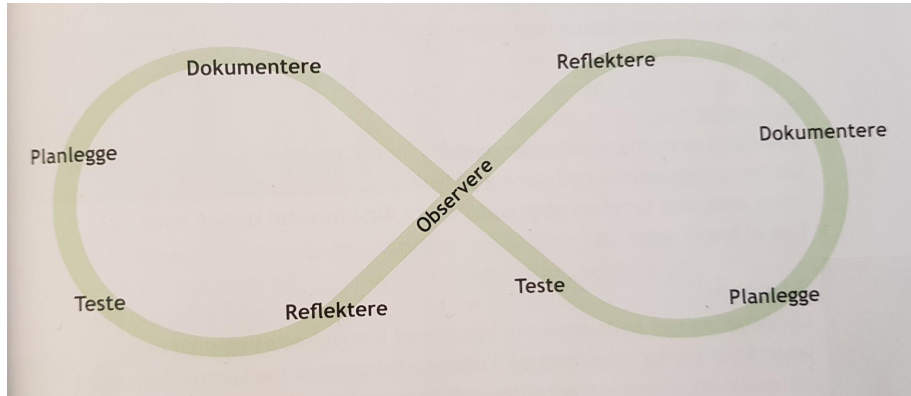 Dokumentere
Reflektere
Planlegge
Dokumentere
Observere
Teste
Reflektere
Teste
Planlegge